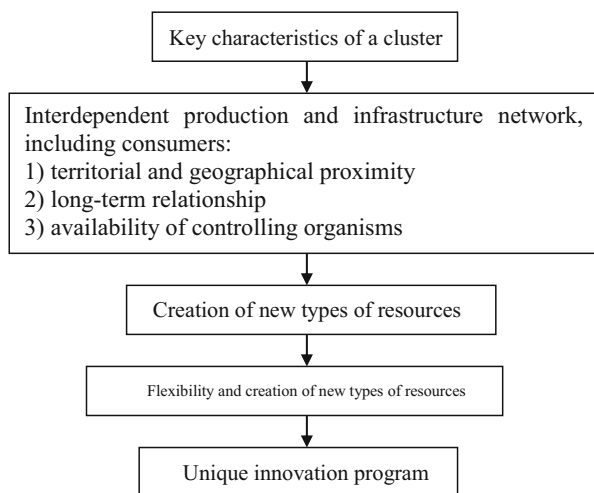 Key characteristics of a cluster
Interdependent production and infrastructure network,
including consumers:
1) territorial and geographical proximity
2) long-term relationship
3) availability of controlling organisms
Creation of new types of resources
Flexibility and creation of new types of resources
Unique innovation program